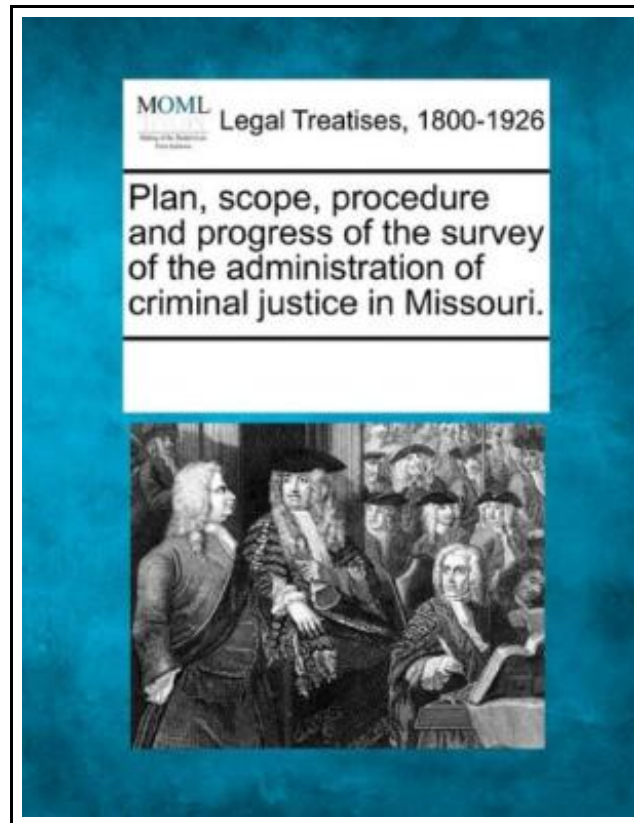 MOML
Legal Treatises, 1800-1926
Plan, scope, procedure
and progress of the survey
of the administration of
criminal justice in Missouri.